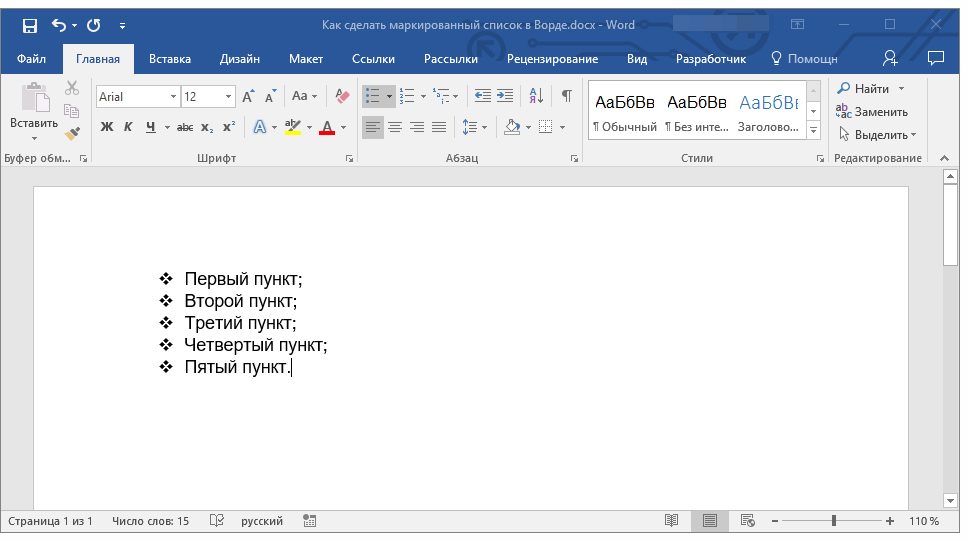 Как сделать маркированный список в Ворде.docx - Word
Файл Главная Вставка Дизайн Макет Ссылки Рассылки Рецензирование Вид Разработчик Помощн
Arial 12 Aa АаБбВв АаБбВв АаБбВı Найти
Вставить Заменить
Ж К Ч abc x₂ x² A ab A ¶ Обычный ¶ Без инте... Заголово... Выделить
Буфер обм... Шрифт Абзац Стили Редактирование
Первый пункт;
Второй пункт;
Третий пункт;
Четвертый пункт;
Пятый пункт.
Страница 1 из 1 Число слов: 15 русский 110 %